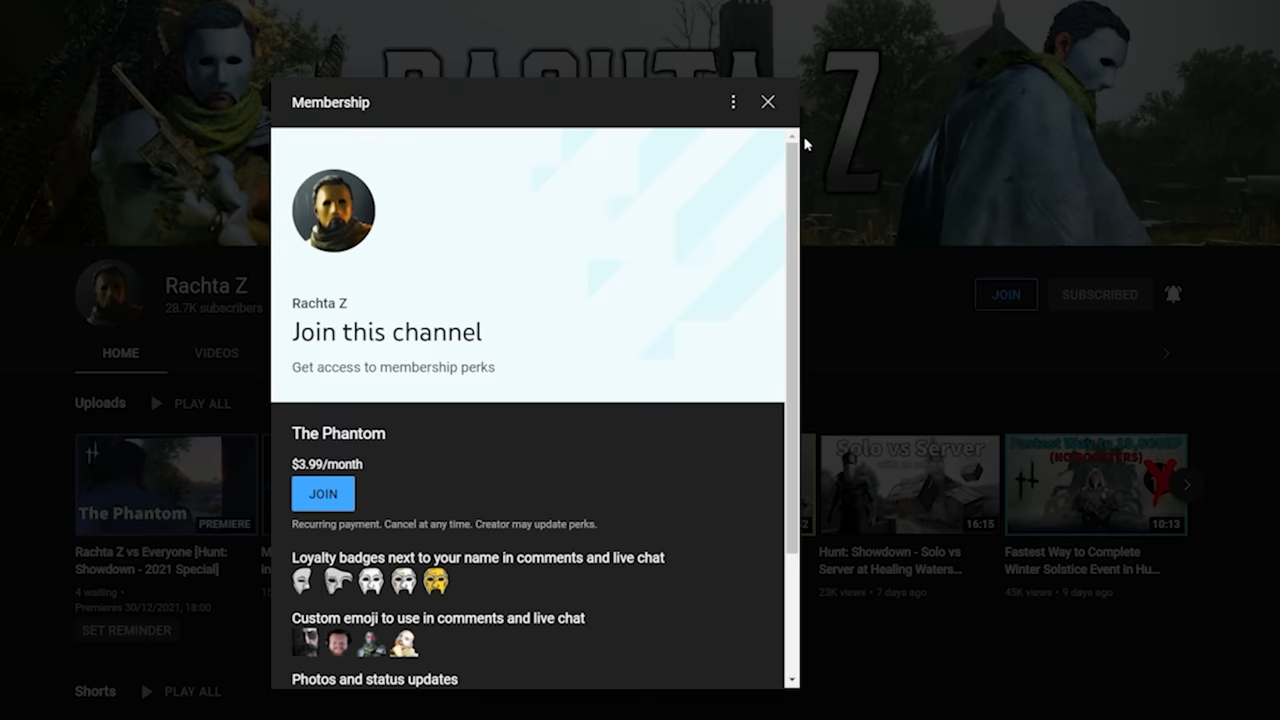 RACHTA Z
Membership
Rachta Z
Join this channel
Get access to membership perks
The Phantom
$3.99/month
JOIN
Recurring payment. Cancel at any time. Creator may update perks.
Loyalty badges next to your name in comments and live chat
Custom emoji to use in comments and live chat
Photos and status updates
Rachta Z
28.7K subscribers
JOIN
SUBSCRIBED
HOME
VIDEOS
Uploads
PLAY ALL
The Phantom
PREMIERE
Rachta Z vs Everyone [Hunt:
Showdown - 2021 Special]
4 waiting •
Premieres 30/12/2021, 18:00
SET REMINDER
Solo vs Server
16:15
Hunt: Showdown - Solo vs
Server at Healing Waters...
23K views • 7 days ago
(NO BOOSTERS)
10:13
Fastest Way to Complete
Winter Solstice Event in Hu...
45K views • 9 days ago
Shorts
PLAY ALL